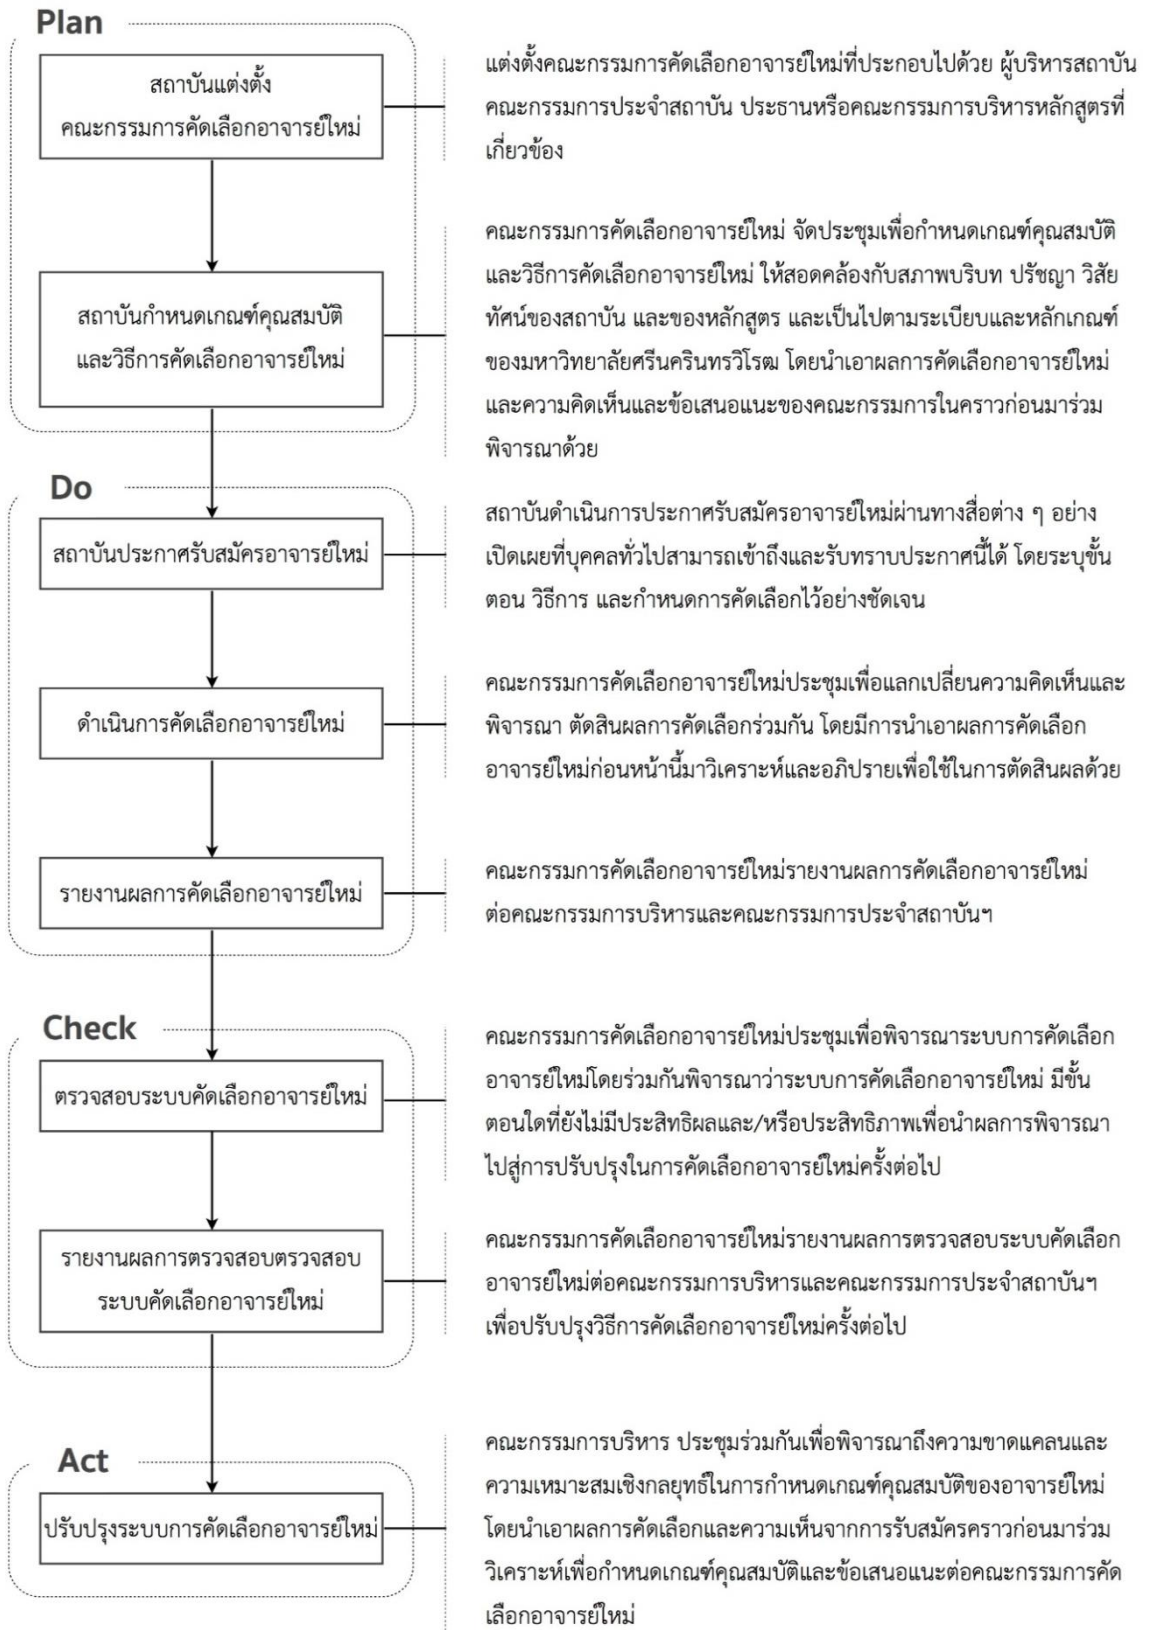 Plan
สถาบันแต่งตั้ง
คณะกรรมการคัดเลือกอาจารย์ใหม่
แต่งตั้งคณะกรรมการคัดเลือกอาจารย์ใหม่ที่ประกอบไปด้วย ผู้บริหารสถาบัน
คณะกรรมการประจำสถาบัน ประธานหรือคณะกรรมการบริหารหลักสูตรที่
เกี่ยวข้อง
สถาบันกำหนดเกณฑ์คุณสมบัติ
และวิธีการคัดเลือกอาจารย์ใหม่
คณะกรรมการคัดเลือกอาจารย์ใหม่ จัดประชุมเพื่อกำหนดเกณฑ์คุณสมบัติ
และวิธีการคัดเลือกอาจารย์ใหม่ ให้สอดคล้องกับสภาพบริบท ปรัชญา วิสัย
ทัศน์ของสถาบัน และของหลักสูตร และเป็นไปตามระเบียบและหลักเกณฑ์
ของมหาวิทยาลัยศรีนครินทรวิโรฒ โดยนำเอาผลการคัดเลือกอาจารย์ใหม่
และความคิดเห็นและข้อเสนอแนะของคณะกรรมการในคราวก่อนมาร่วม
พิจารณาด้วย
Do
สถาบันประกาศรับสมัครอาจารย์ใหม่
สถาบันดำเนินการประกาศรับสมัครอาจารย์ใหม่ผ่านทางสื่อต่าง ๆ อย่าง
เปิดเผยที่บุคคลทั่วไปสามารถเข้าถึงและรับทราบประกาศนี้ได้ โดยระบุขั้น
ตอน วิธีการ และกำหนดการคัดเลือกไว้อย่างชัดเจน
ดำเนินการคัดเลือกอาจารย์ใหม่
คณะกรรมการคัดเลือกอาจารย์ใหม่ประชุมเพื่อแลกเปลี่ยนความคิดเห็นและ
พิจารณา ตัดสินผลการคัดเลือกร่วมกัน โดยมีการนำเอาผลการคัดเลือก
อาจารย์ใหม่ก่อนหน้านี้มาวิเคราะห์และอภิปรายเพื่อใช้ในการตัดสินผลด้วย
รายงานผลการคัดเลือกอาจารย์ใหม่
คณะกรรมการคัดเลือกอาจารย์ใหม่รายงานผลการคัดเลือกอาจารย์ใหม่
ต่อคณะกรรมการบริหารและคณะกรรมการประจำสถาบันฯ
Check
ตรวจสอบระบบคัดเลือกอาจารย์ใหม่
คณะกรรมการคัดเลือกอาจารย์ใหม่ประชุมเพื่อพิจารณาระบบการคัดเลือก
อาจารย์ใหม่โดยร่วมกันพิจารณาว่าระบบการคัดเลือกอาจารย์ใหม่ มีขั้น
ตอนใดที่ยังไม่มีประสิทธิผลและ/หรือประสิทธิภาพเพื่อนำผลการพิจารณา
ไปสู่การปรับปรุงในการคัดเลือกอาจารย์ใหม่ครั้งต่อไป
รายงานผลการตรวจสอบตรวจสอบ
ระบบคัดเลือกอาจารย์ใหม่
คณะกรรมการคัดเลือกอาจารย์ใหม่รายงานผลการตรวจสอบระบบคัดเลือก
อาจารย์ใหม่ต่อคณะกรรมการบริหารและคณะกรรมการประจำสถาบันฯ
เพื่อปรับปรุงวิธีการคัดเลือกอาจารย์ใหม่ครั้งต่อไป
Act
ปรับปรุงระบบการคัดเลือกอาจารย์ใหม่
คณะกรรมการบริหาร ประชุมร่วมกันเพื่อพิจารณาถึงความขาดแคลนและ
ความเหมาะสมเชิงกลยุทธ์ในการกำหนดเกณฑ์คุณสมบัติของอาจารย์ใหม่
โดยนำเอาผลการคัดเลือกและความเห็นจากการรับสมัครคราวก่อนมาร่วม
วิเคราะห์เพื่อกำหนดเกณฑ์คุณสมบัติและข้อเสนอแนะต่อคณะกรรมการคัด
เลือกอาจารย์ใหม่